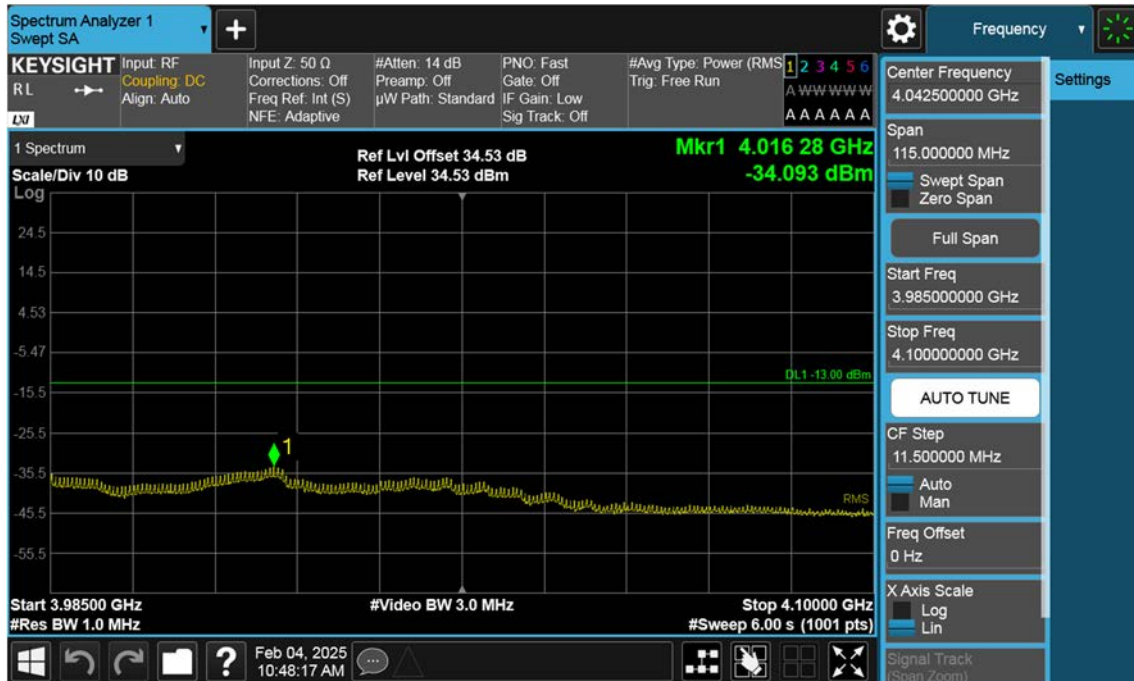 Spectrum Analyzer 1
Swept SA
Frequency
KEYSIGHT
R L
LXI
Input: RF
Coupling: DC
Align: Auto
Input Z: 50 Ω
Corrections: Off
Freq Ref: Int (S)
NFE: Adaptive
#Atten: 14 dB
Preamp: Off
µW Path: Standard
PNO: Fast
Gate: Off
IF Gain: Low
Sig Track: Off
#Avg Type: Power (RMS
Trig: Free Run
1 2 3 4 5 6
A W W W W W
A A A A A A
1 Spectrum
Scale/Div 10 dB
Ref Lvl Offset 34.53 dB
Ref Level 34.53 dBm
Mkr1 4.016 28 GHz
-34.093 dBm
Log
24.5
14.5
4.53
-5.47
DL1 -13.00 dBm
-15.5
-25.5
1
-35.5
RMS
-45.5
-55.5
Start 3.98500 GHz
#Res BW 1.0 MHz
#Video BW 3.0 MHz
Stop 4.10000 GHz
#Sweep 6.00 s (1001 pts)
Feb 04, 2025
10:48:17 AM
Center Frequency
4.042500000 GHz
Span
115.000000 MHz
Swept Span
Zero Span
Full Span
Start Freq
3.985000000 GHz
Stop Freq
4.100000000 GHz
AUTO TUNE
CF Step
11.500000 MHz
Auto
Man
Freq Offset
0 Hz
X Axis Scale
Log
Lin
Signal Track
(Span Zoom)
Settings